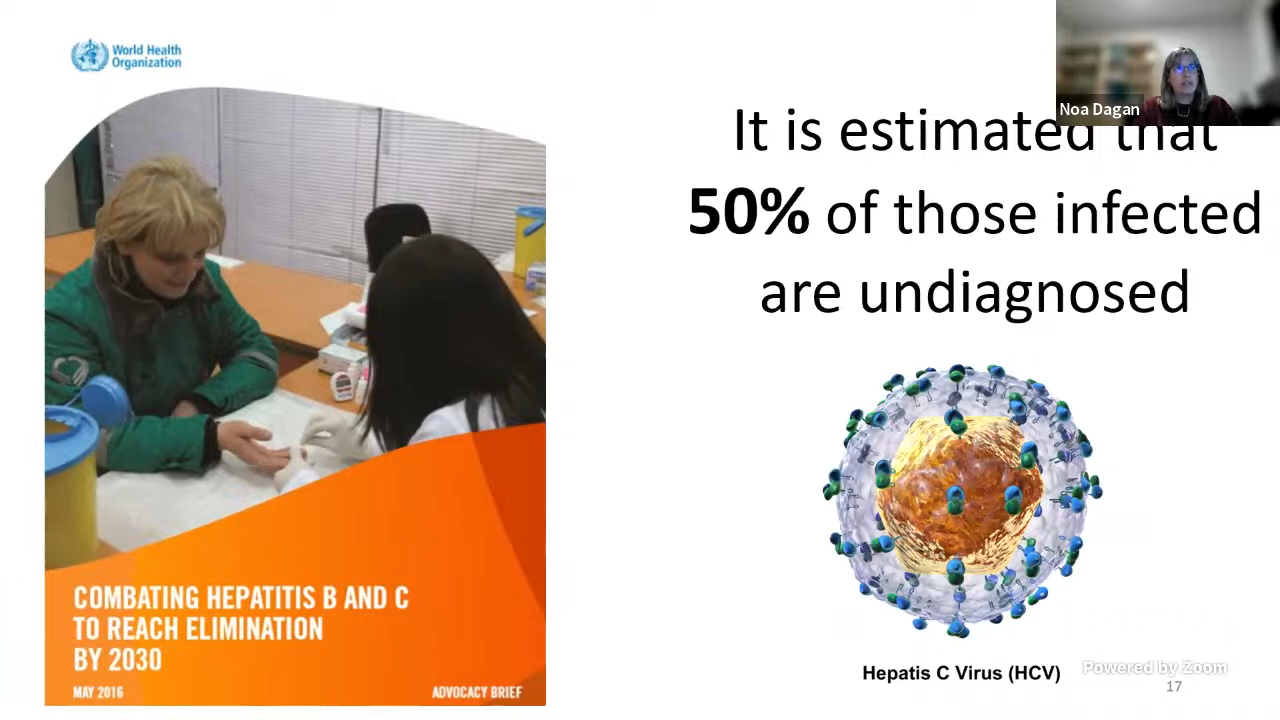 World Health
Organization
Noa Dagan
It is estimated that
50% of those infected
are undiagnosed
COMBATING HEPATITIS B AND C
TO REACH ELIMINATION
BY 2030
MAY 2016
ADVOCACY BRIEF
Hepatis C Virus (HCV)
Powered by Zoom
17